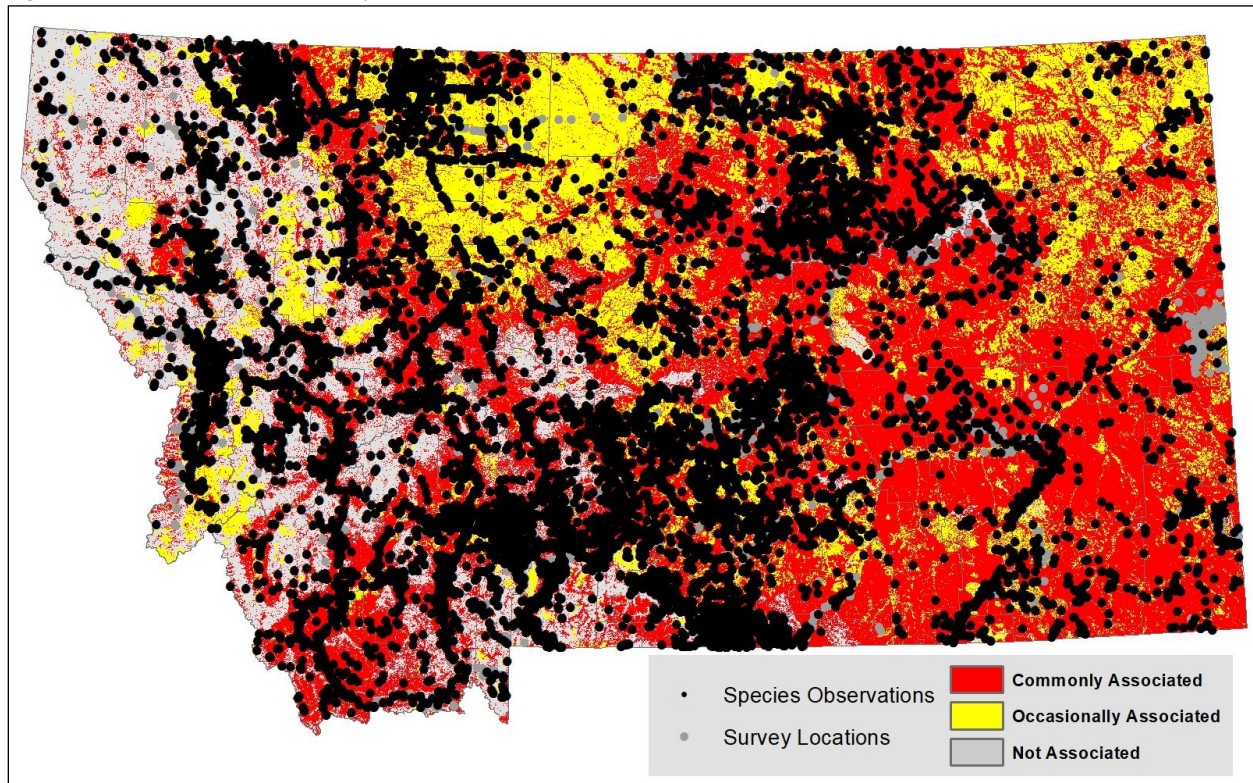 Species Observations
Survey Locations
Commonly Associated
Occasionally Associated
Not Associated